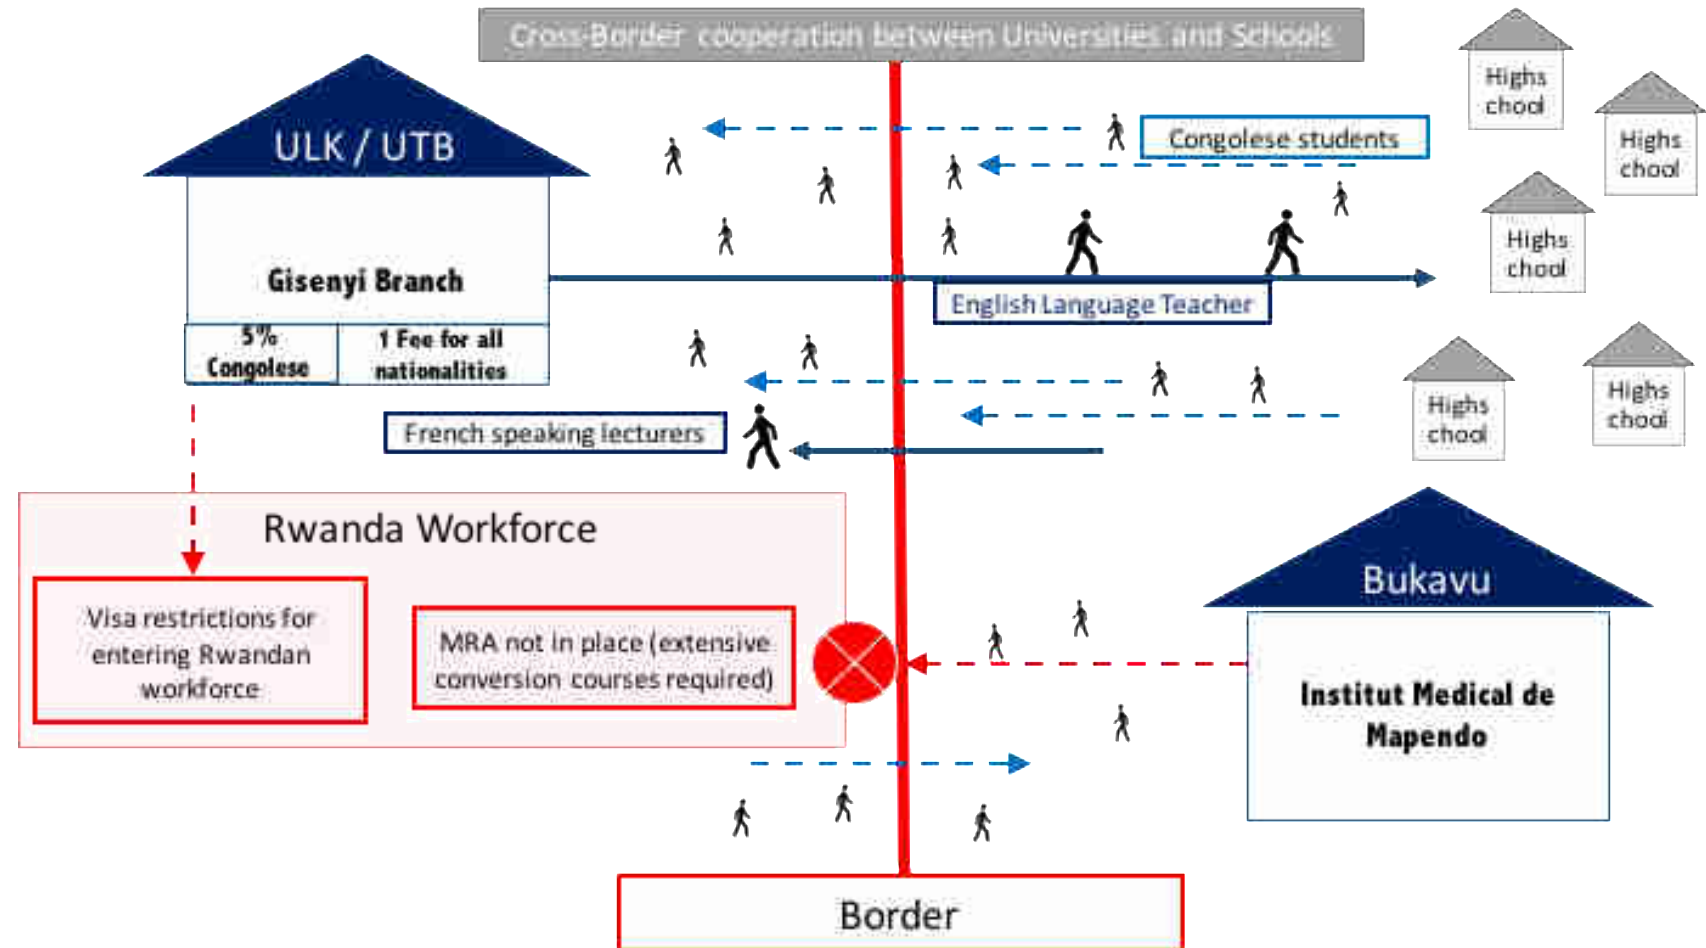 Cross-Border cooperation between Universities and Schools
Highs
chool
Highs
chool
Congolese students
ULK / UTB
Highs
chool
Gisenyi Branch
English Language Teacher
5%
Congolese
1 Fee for all
nationalities
Highs
chool
Highs
chool
French speaking lecturers
Rwanda Workforce
Bukavu
Visa restrictions for
entering Rwandan
workforce
MRA not in place (extensive
conversion courses required)
Institut Medical de
Mapendo
Border